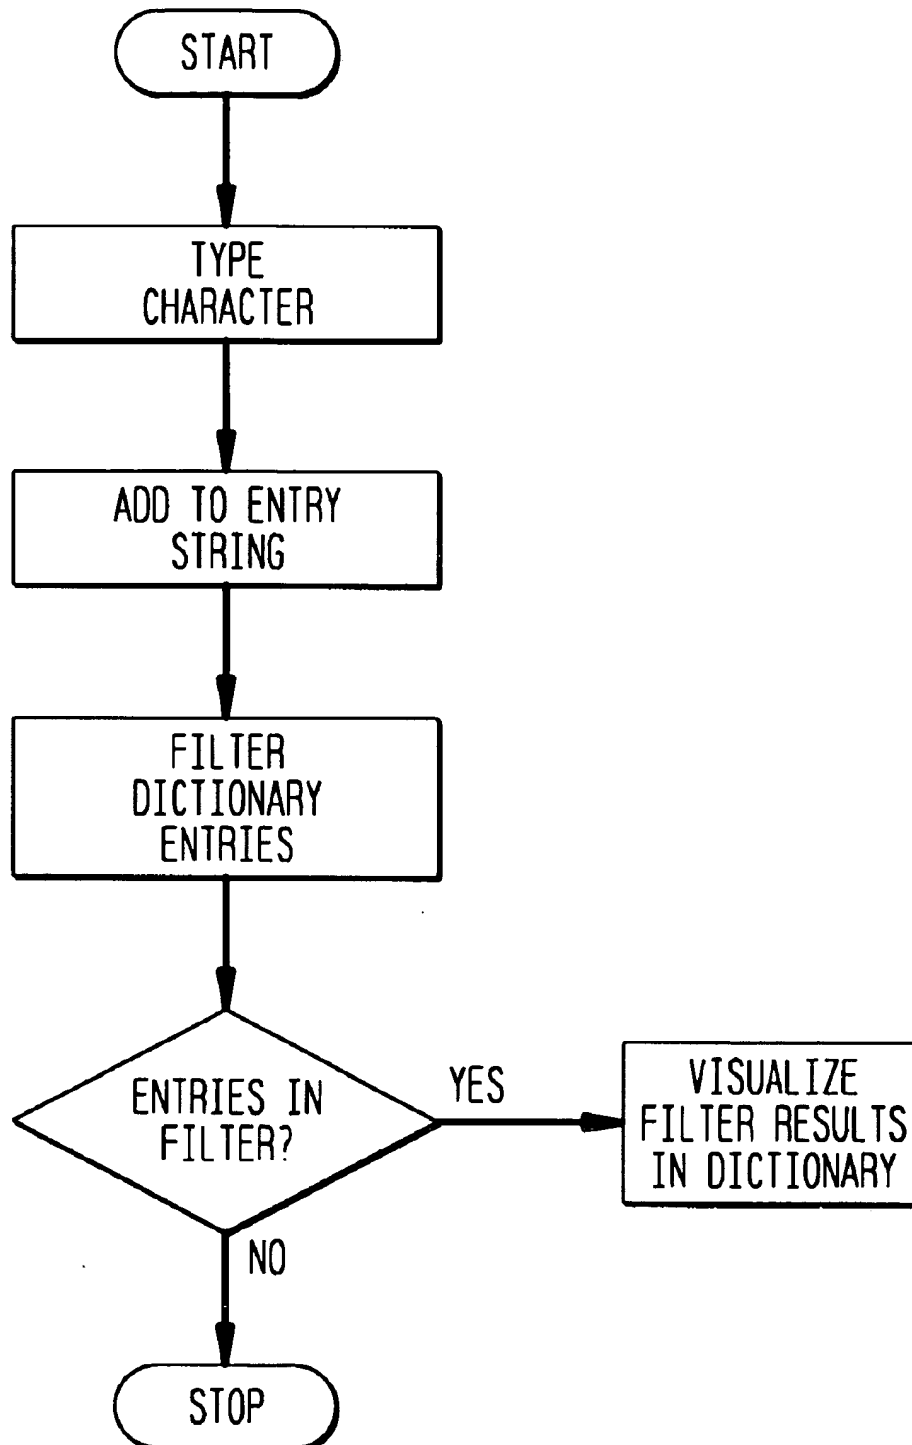 START
TYPE
CHARACTER
ADD TO ENTRY
STRING
FILTER
DICTIONARY
ENTRIES
ENTRIES IN
FILTER?
YES
VISUALIZE
FILTER RESULTS
IN DICTIONARY
NO
STOP